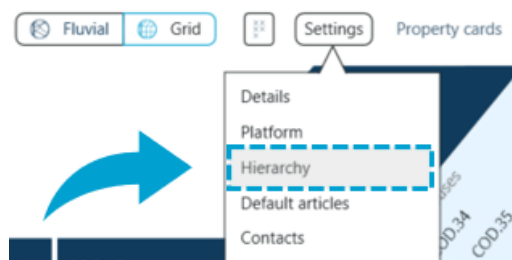 Fluvial Grid Settings Property cards
Details
Platform
Hierarchy
Default articles
Contacts
COD.34
COD.35